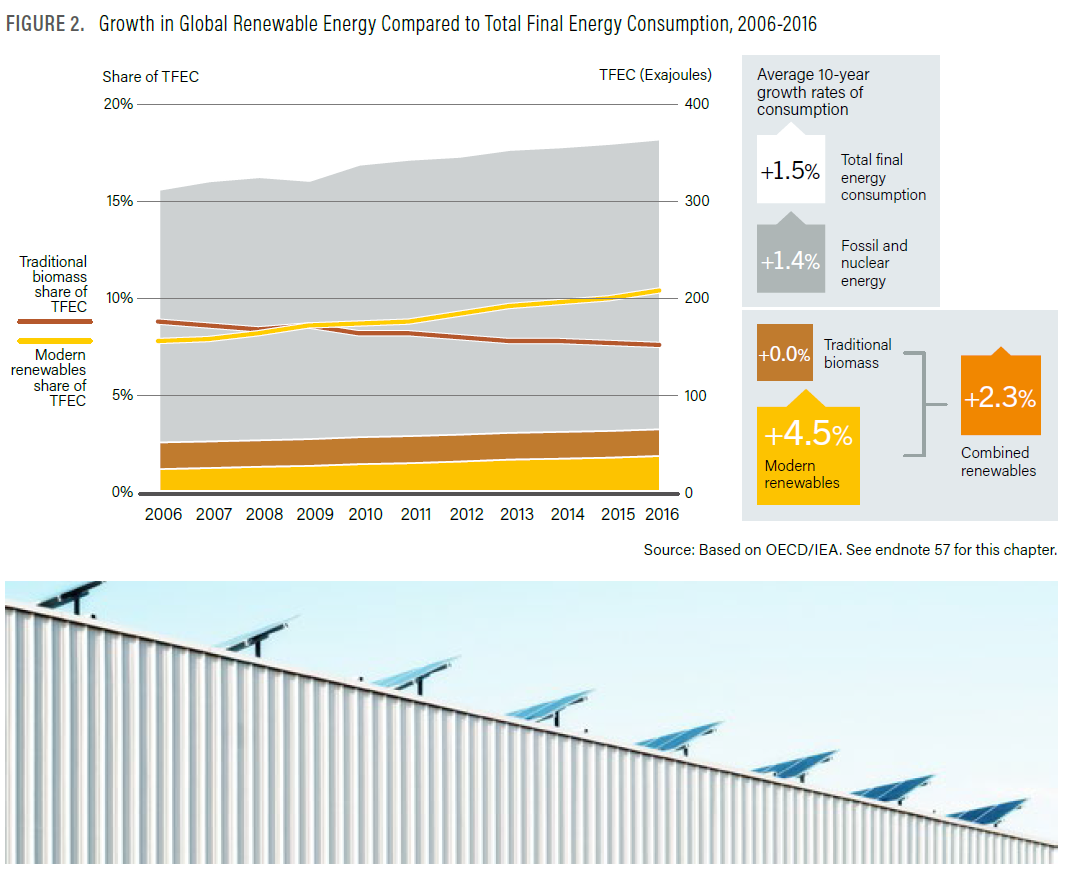 FIGURE 2. Growth in Global Renewable Energy Compared to Total Final Energy Consumption, 2006-2016
Share of TFEC
TFEC (Exajoules)
20%
400
15%
300
10%
200
5%
100
0%
0
Traditional
biomass
share of
TFEC
Modern
renewables
share of
TFEC
2006 2007 2008 2009 2010 2011 2012 2013 2014 2015 2016
Average 10-year
growth rates of
consumption
+1.5%
Total final
energy
consumption
+1.4%
Fossil and
nuclear
energy
+0.0%
Traditional
biomass
+4.5%
Modern
renewables
+2.3%
Combined
renewables
Source: Based on OECD/IEA. See endnote 57 for this chapter.